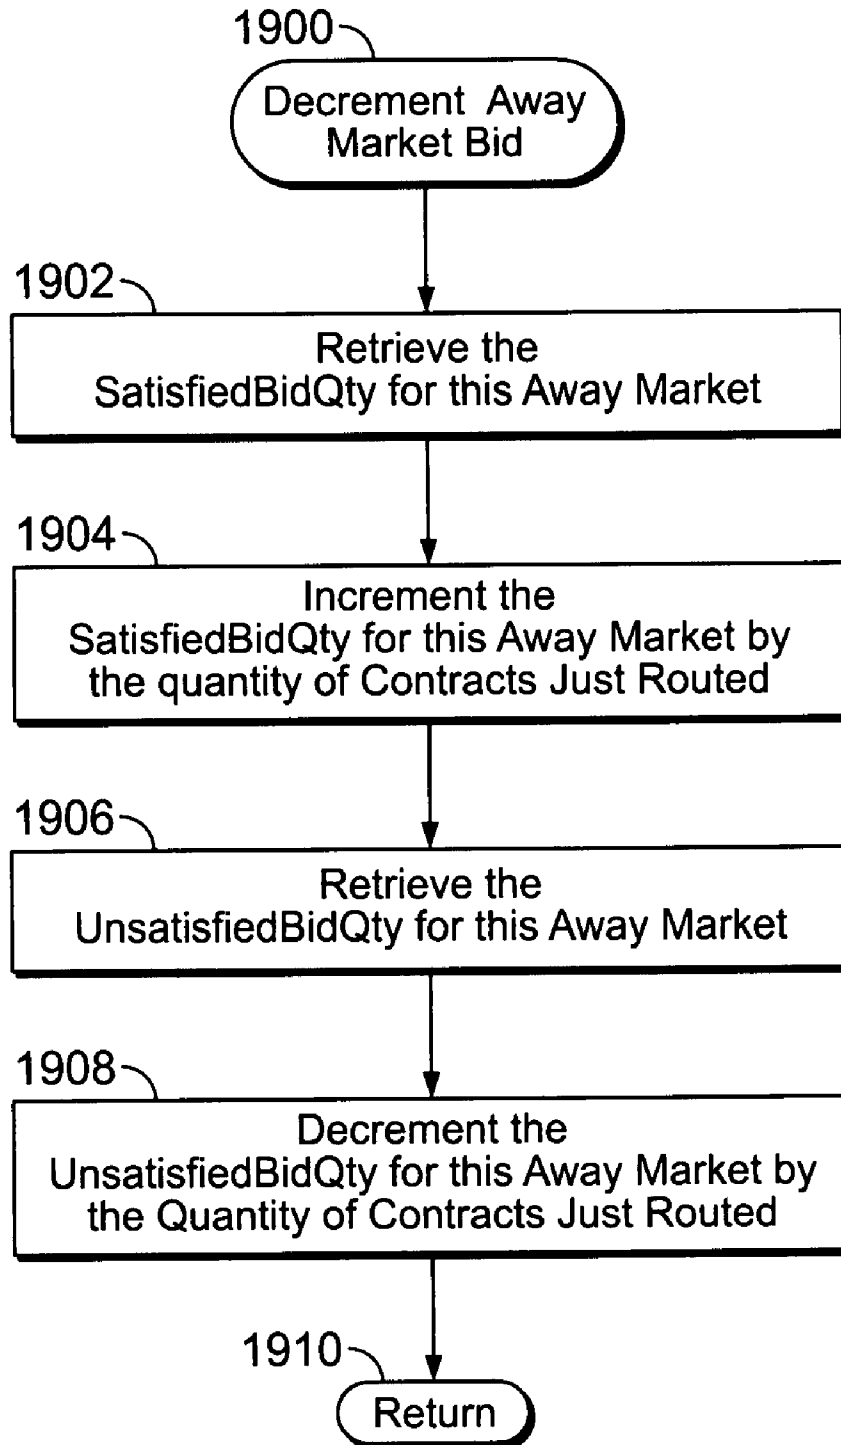 1900
Decrement Away
Market Bid
1902
Retrieve the
SatisfiedBidQty for this Away Market
1904
Increment the
SatisfiedBidQty for this Away Market by
the quantity of Contracts Just Routed
1906
Retrieve the
UnsatisfiedBidQty for this Away Market
1908
Decrement the
UnsatisfiedBidQty for this Away Market by
the Quantity of Contracts Just Routed
1910
Return